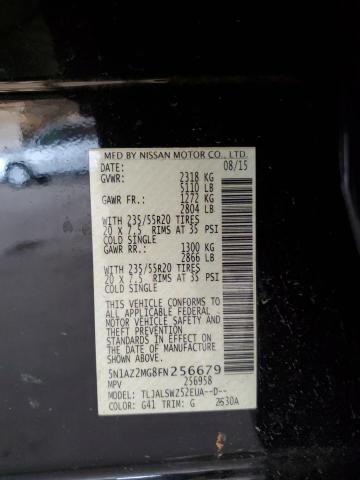 MFD BY NISSAN MOTOR CO., LTD.
DATE: 08/15
GVWR: 2318 KG
5110 LB
GAWR FR.: 1272 KG
2804 LB
WITH 235/55R20 TIRES
20 X 7.5 RIMS AT 35 PSI
COLD SINGLE
GAWR RR.: 1300 KG
2866 LB
WITH 235/55R20 TIRES
20 X 7.5 RIMS AT 35 PSI
COLD SINGLE
THIS VEHICLE CONFORMS TO
ALL APPLICABLE FEDERAL
MOTOR VEHICLE SAFETY
STANDARDS IN EFFECT ON THE
DATE OF MANUFACTURE SHOWN
ABOVE.
5N1AZ2MG8FN256679
MPV 256958
MODEL: TLJALSWZ52EUA--D--
COLOR: G41 TRIM: G 2630A